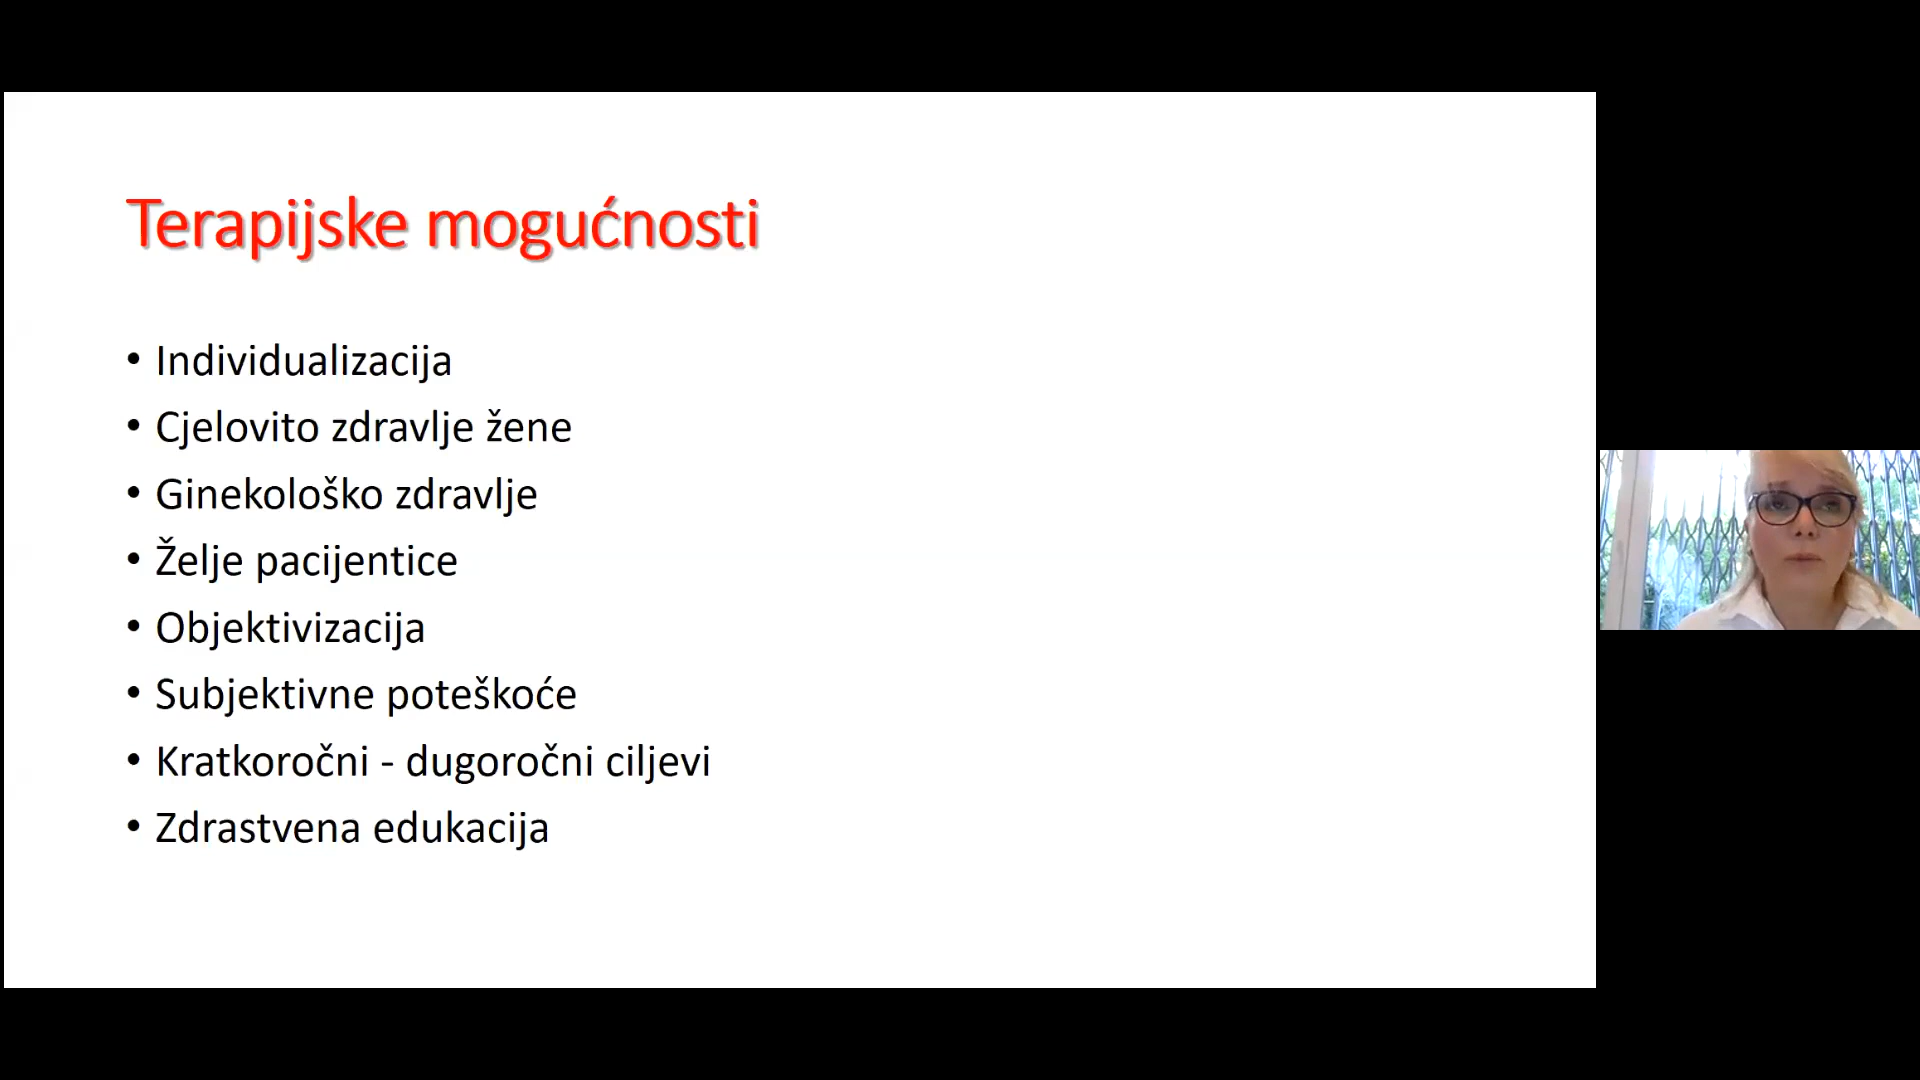 Terapijske mogućnosti
• Individualizacija
• Cjelovito zdravlje žene
• Ginekološko zdravlje
• Želje pacijentice
• Objektivizacija
• Subjektivne poteškoće
• Kratkoročni - dugoročni ciljevi
• Zdrastvena edukacija